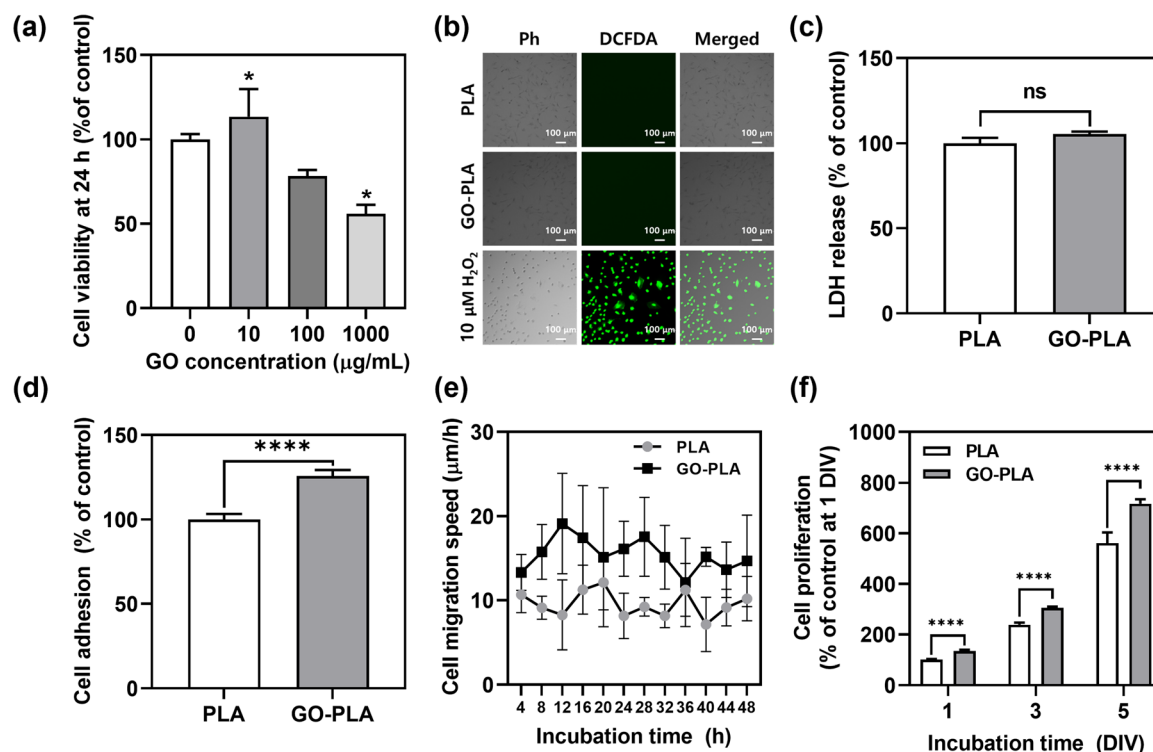 (a)
Cell viability at 24 h (%of control)
150
100
50
0
*
*
0 10 100 1000
GO concentration (μg/mL)
(b)
Ph DCFDA Merged
PLA
100 μm 100 μm 100 μm
GO-PLA
100 μm 100 μm 100 μm
10 μM H₂O₂
100 μm 100 μm 100 μm
(c)
LDH release (% of control)
150
100
50
0
ns
PLA GO-PLA
(d)
Cell adhesion (% of control)
150
100
50
0
****
PLA GO-PLA
(e)
Cell migration speed (μm/h)
30
20
10
0
PLA
GO-PLA
4 8 12 16 20 24 28 32 36 40 44 48
Incubation time (h)
(f)
Cell proliferation
(% of control at 1 DIV)
1000
800
600
400
200
0
PLA
GO-PLA
****
****
****
1 3 5
Incubation time (DIV)